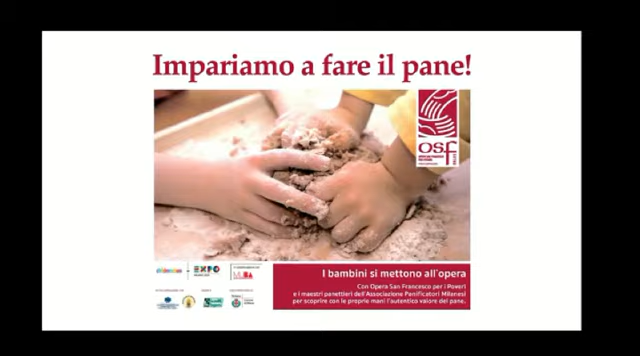 Impariamo a fare il pane!
OSF
EXPO
I bambini si mettono all'opera
Con Opera San Francesco per i Poveri
e i maestri panettieri dell'Associazione Panificatori Milanesi
per scoprire con le proprie mani l'autentico valore del pane.